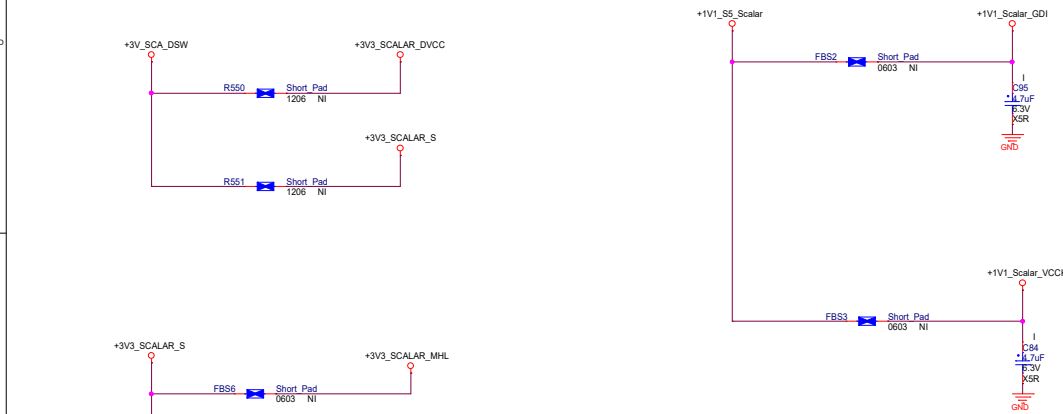 +3V_SCA_DSW
+3V3_SCALAR_DVCC
R550
Short_Pad
1206 NI
+3V3_SCALAR_S
R551
Short_Pad
1206 NI
+3V3_SCALAR_S
+3V3_SCALAR_MHL
FBS6
Short_Pad
0603 NI
+1V1_S5_Scalar
+1V1_Scalar_GDI
FBS2
Short_Pad
0603 NI
I
C95
4.7uF
6.3V
X5R
GND
+1V1_Scalar_VCCK
FBS3
Short_Pad
0603 NI
I
C84
4.7uF
6.3V
X5R
GND